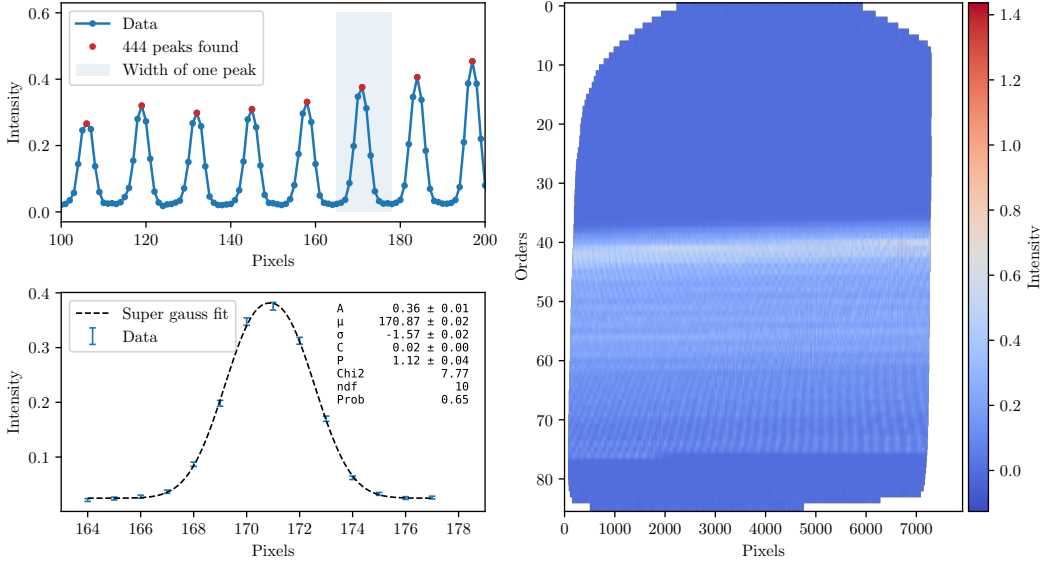 0.6
0.4
0.2
0.0
Intensity
Data
444 peaks found
Width of one peak
100
120
140
160
180
200
Pixels
0.4
0.3
0.2
0.1
Intensity
Super gauss fit
Data
A 0.36 ± 0.01
μ 170.87 ± 0.02
σ -1.57 ± 0.02
C 0.02 ± 0.00
P 1.12 ± 0.04
Chi2 7.77
ndf 10
Prob 0.65
164
166
168
170
172
174
176
178
Pixels
0
10
20
30
40
50
60
70
80
Orders
0
1000
2000
3000
4000
5000
6000
7000
Pixels
1.4
1.2
1.0
0.8
0.6
0.4
0.2
0.0
Intensity